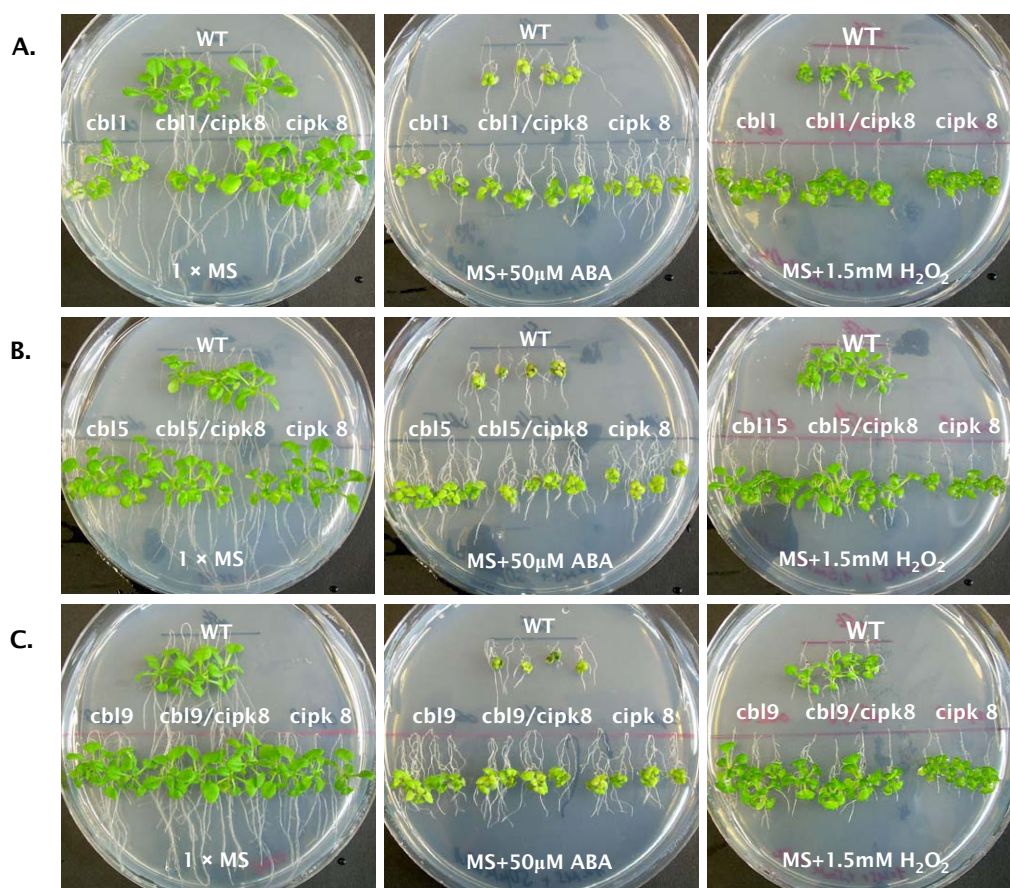 A.
WT
cbl1 cbl1/cipk8 cipk 8
1 × MS
WT
cbl1 cbl1/cipk8 cipk 8
MS+50µM ABA
WT
cbl1 cbl1/cipk8 cipk 8
MS+1.5mM H₂O₂
B.
WT
cbl5 cbl5/cipk8 cipk 8
1 × MS
WT
cbl5 cbl5/cipk8 cipk 8
MS+50µM ABA
WT
cbl15 cbl5/cipk8 cipk 8
MS+1.5mM H₂O₂
C.
WT
cbl9 cbl9/cipk8 cipk 8
1 × MS
WT
cbl9 cbl9/cipk8 cipk 8
MS+50µM ABA
WT
cbl9 cbl9/cipk8 cipk 8
MS+1.5mM H₂O₂